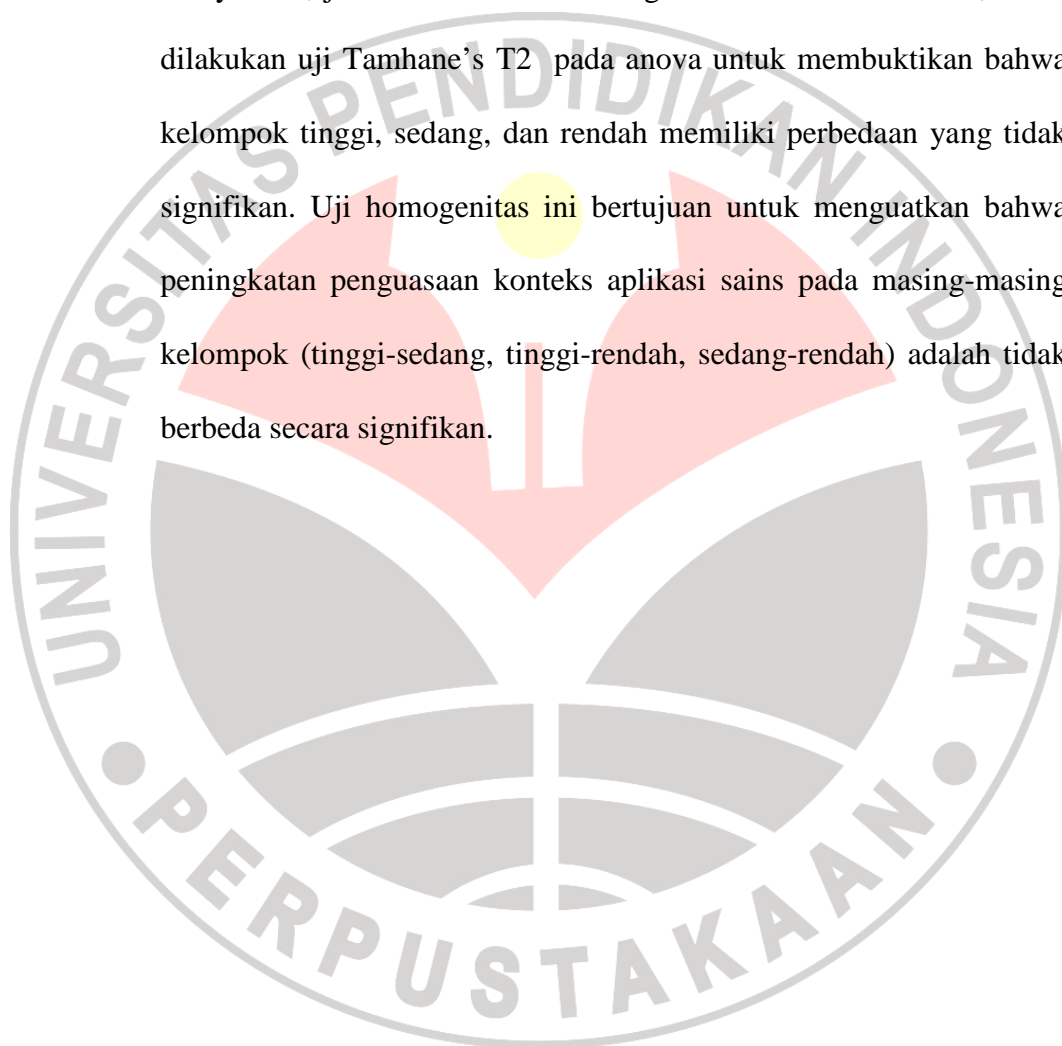 dilakukan uji Tamhane’s T2 pada anova untuk membuktikan bahwa
kelompok tinggi, sedang, dan rendah memiliki perbedaan yang tidak
signifikan. Uji homogenitas ini bertujuan untuk menguatkan bahwa
peningkatan penguasaan konteks aplikasi sains pada masing-masing
kelompok (tinggi-sedang, tinggi-rendah, sedang-rendah) adalah tidak
berbeda secara signifikan.
UNIVERSITAS PENDIDIKAN INDONESIA
PERPUSTAKAAN